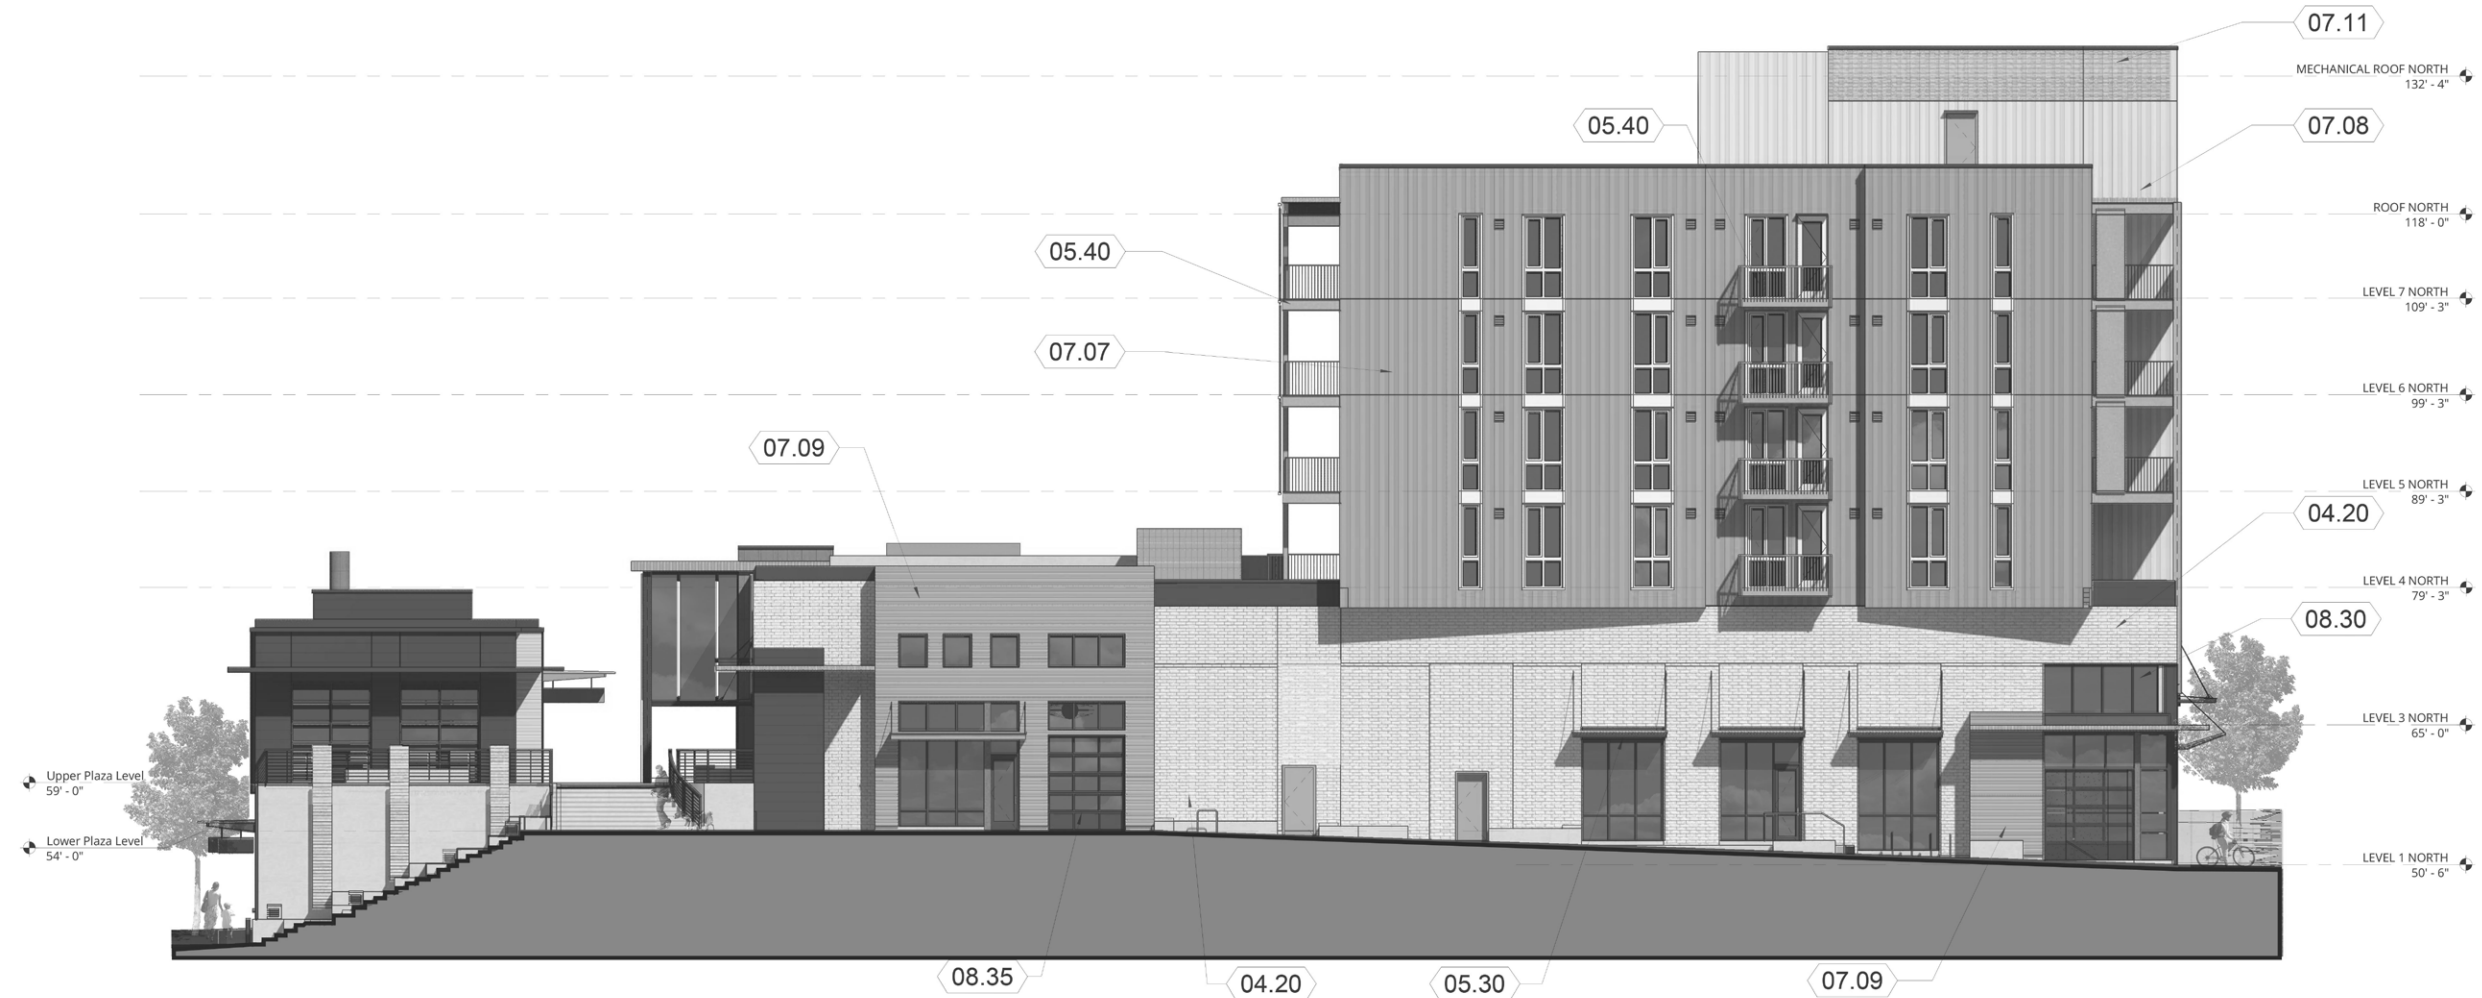 07.11
MECHANICAL ROOF NORTH
132' - 4"
05.40
07.08
ROOF NORTH
118' - 0"
05.40
LEVEL 7 NORTH
109' - 3"
07.07
LEVEL 6 NORTH
99' - 3"
07.09
LEVEL 5 NORTH
89' - 3"
04.20
LEVEL 4 NORTH
79' - 3"
08.30
LEVEL 3 NORTH
65' - 0"
Upper Plaza Level
59' - 0"
Lower Plaza Level
54' - 0"
LEVEL 1 NORTH
50' - 6"
08.35
04.20
05.30
07.09